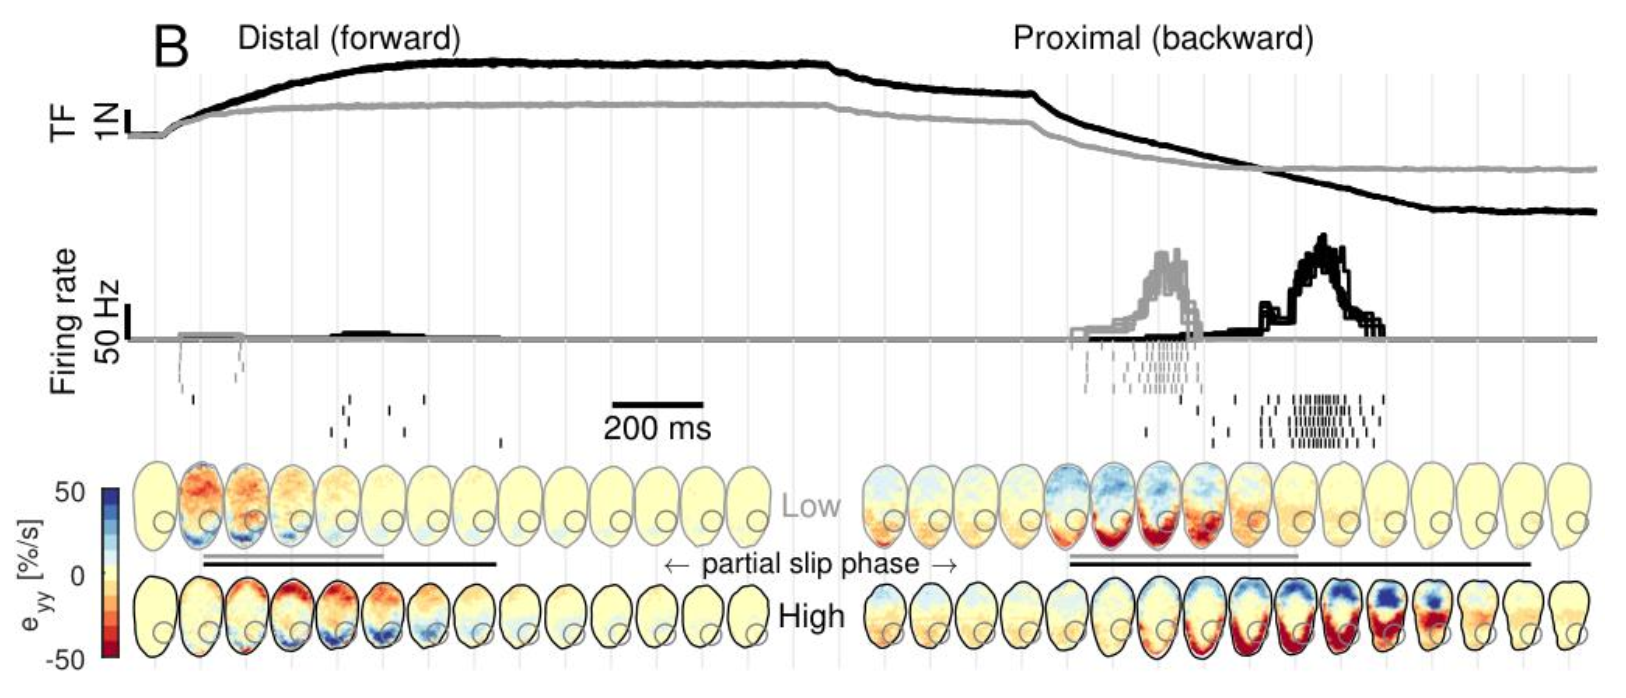 B
Distal (forward)
Proximal (backward)
TF
1N
Firing rate
50 Hz
200 ms
50
0
-50
e_yy [%/s]
Low
← partial slip phase →
High